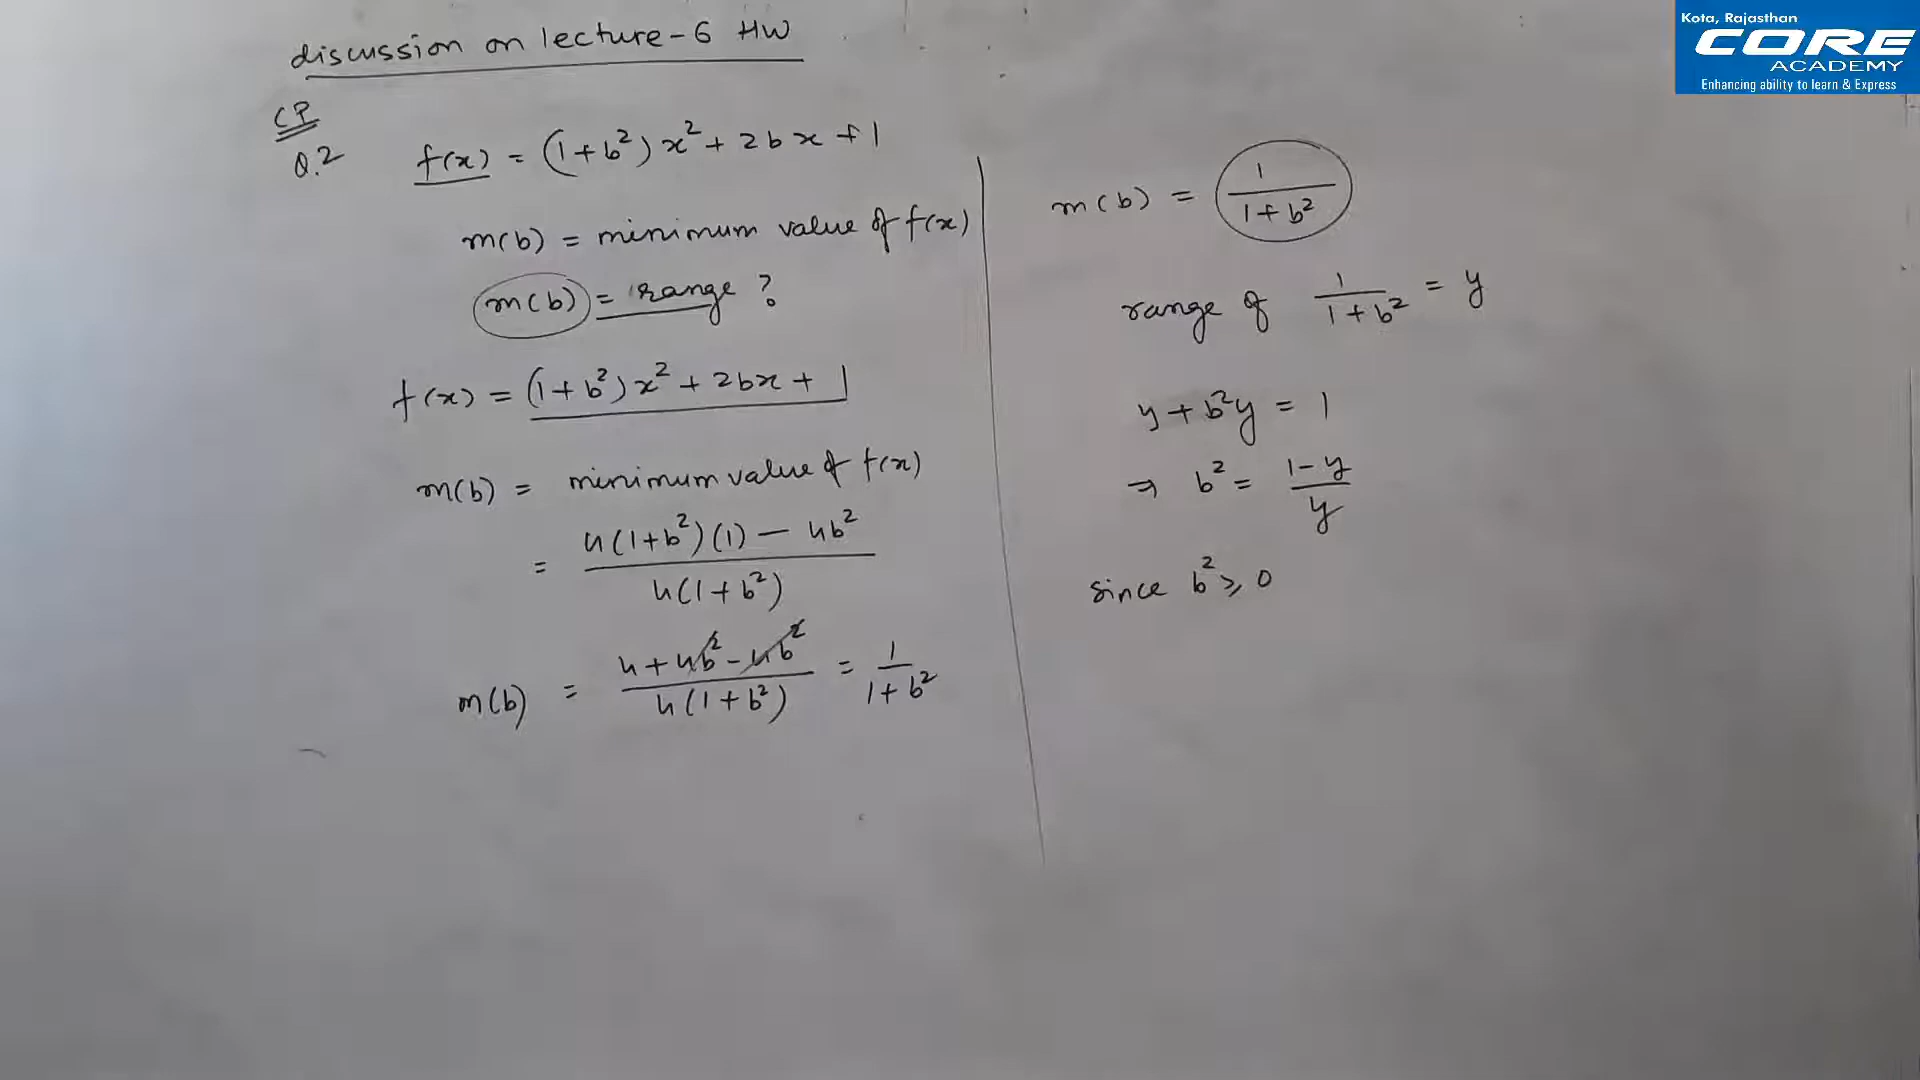 discussion on lecture-6 HW
CP
Q.2 f(x) = (1+b²)x² + 2bx + 1
m(b) = minimum value of f(x)
m(b) = range ?
f(x) = (1+b²)x² + 2bx + 1
m(b) = minimum value of f(x)
= 4(1+b²)(1) - 4b² / 4(1+b²)
m(b) = 4+4b²-4b² / 4(1+b²) = 1 / 1+b²
m(b) = 1 / 1+b²
range of 1 / 1+b² = y
y + b²y = 1
⇒ b² = 1-y / y
since b² ≥ 0
Kota, Rajasthan
CORE
ACADEMY
Enhancing ability to learn & Express